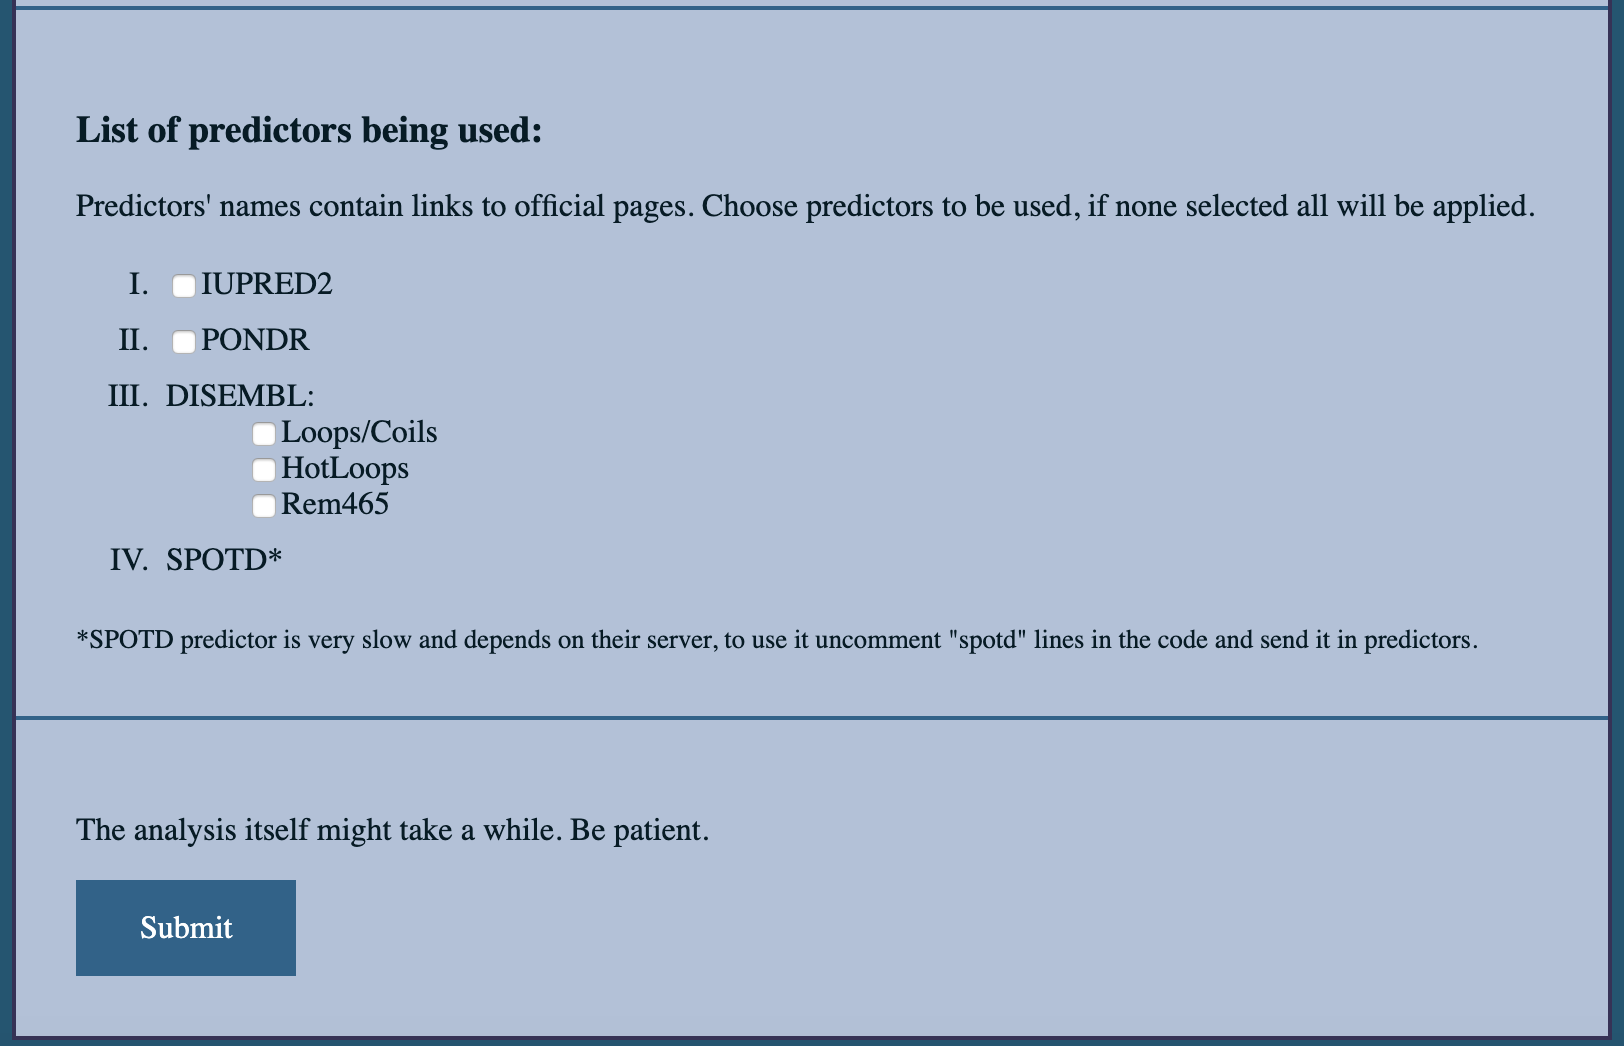 List of predictors being used:
Predictors' names contain links to official pages. Choose predictors to be used, if none selected all will be applied.
I. IUPRED2
II. PONDR
III. DISEMBL:
Loops/Coils
HotLoops
Rem465
IV. SPOTD*
*SPOTD predictor is very slow and depends on their server, to use it uncomment "spotd" lines in the code and send it in predictors.
The analysis itself might take a while. Be patient.
Submit